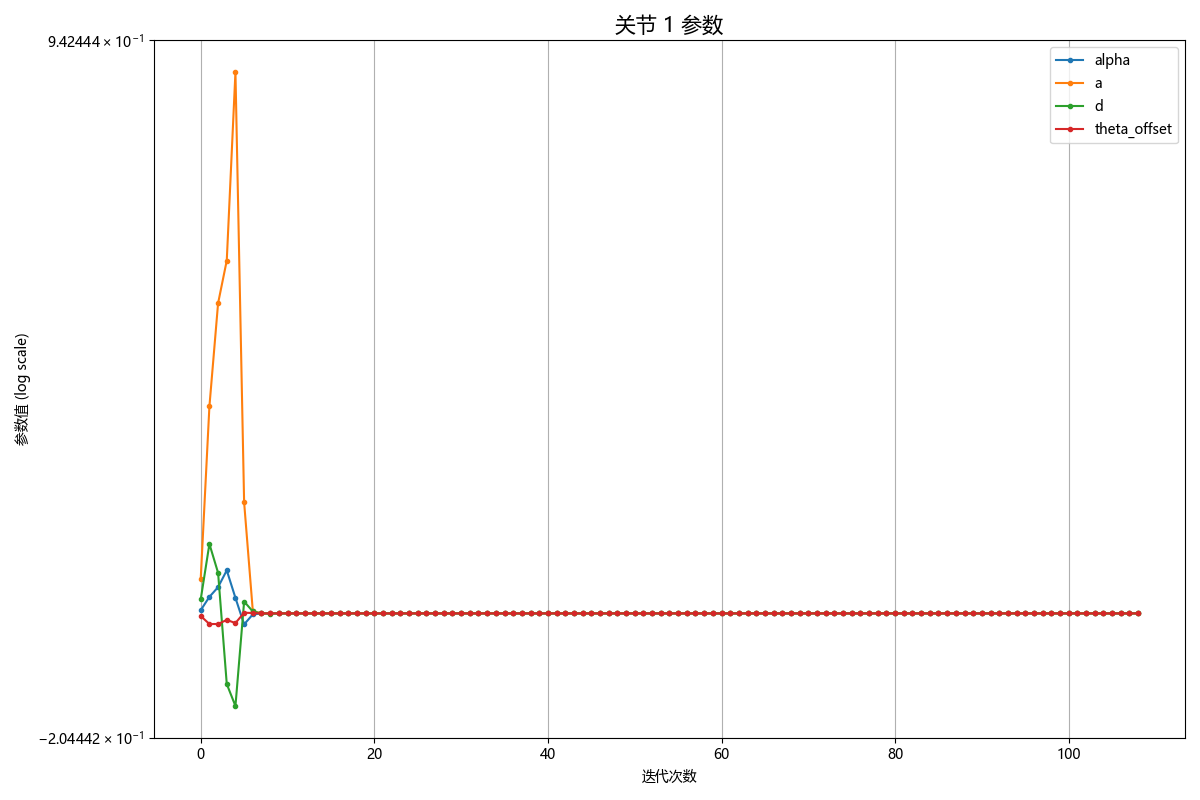 关节 1 参数
9.42444 × 10⁻¹
alpha
a
d
theta_offset
参数值 (log scale)
−2.04442 × 10⁻¹
0 20 40 60 80 100
迭代次数